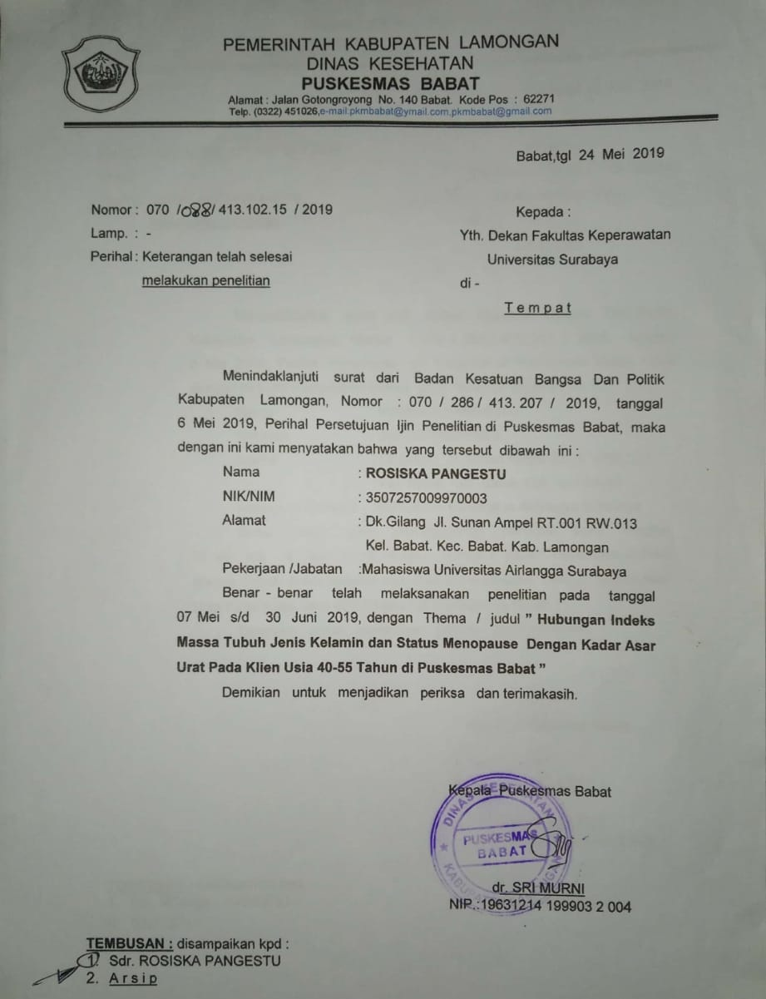 PEMERINTAH KABUPATEN LAMONGAN
DINAS KESEHATAN
PUSKESMAS BABAT
Alamat : Jalan Gotongroyong No. 140 Babat. Kode Pos : 62271
Telp. (0322) 451026,e-mail.pkmbabat@ymail.com,pkmbabat@gmail.com
Babat,tgl 24 Mei 2019
Nomor : 070 /088/ 413.102.15 / 2019
Lamp. : -
Perihal : Keterangan telah selesai
melakukan penelitian
Kepada :
Yth. Dekan Fakultas Keperawatan
Universitas Surabaya
di -
T e m p a t
Menindaklanjuti surat dari Badan Kesatuan Bangsa Dan Politik
Kabupaten Lamongan, Nomor : 070 / 286 / 413. 207 / 2019, tanggal
6 Mei 2019, Perihal Persetujuan Ijin Penelitian di Puskesmas Babat, maka
dengan ini kami menyatakan bahwa yang tersebut dibawah ini :
Nama : ROSISKA PANGESTU
NIK/NIM : 3507257009970003
Alamat : Dk.Gilang Jl. Sunan Ampel RT.001 RW.013
Kel. Babat. Kec. Babat. Kab. Lamongan
Pekerjaan /Jabatan :Mahasiswa Universitas Airlangga Surabaya
Benar - benar telah melaksanakan penelitian pada tanggal
07 Mei s/d 30 Juni 2019, dengan Thema / judul " Hubungan Indeks
Massa Tubuh Jenis Kelamin dan Status Menopause Dengan Kadar Asar
Urat Pada Klien Usia 40-55 Tahun di Puskesmas Babat "
Demikian untuk menjadikan periksa dan terimakasih.
Kepala Puskesmas Babat
DINAS KESEHATAN
PUSKESMAS
BABAT
dr. SRI MURNI
NIP.:19631214 199903 2 004
TEMBUSAN : disampaikan kpd :
1. Sdr. ROSISKA PANGESTU
2. A r s i p